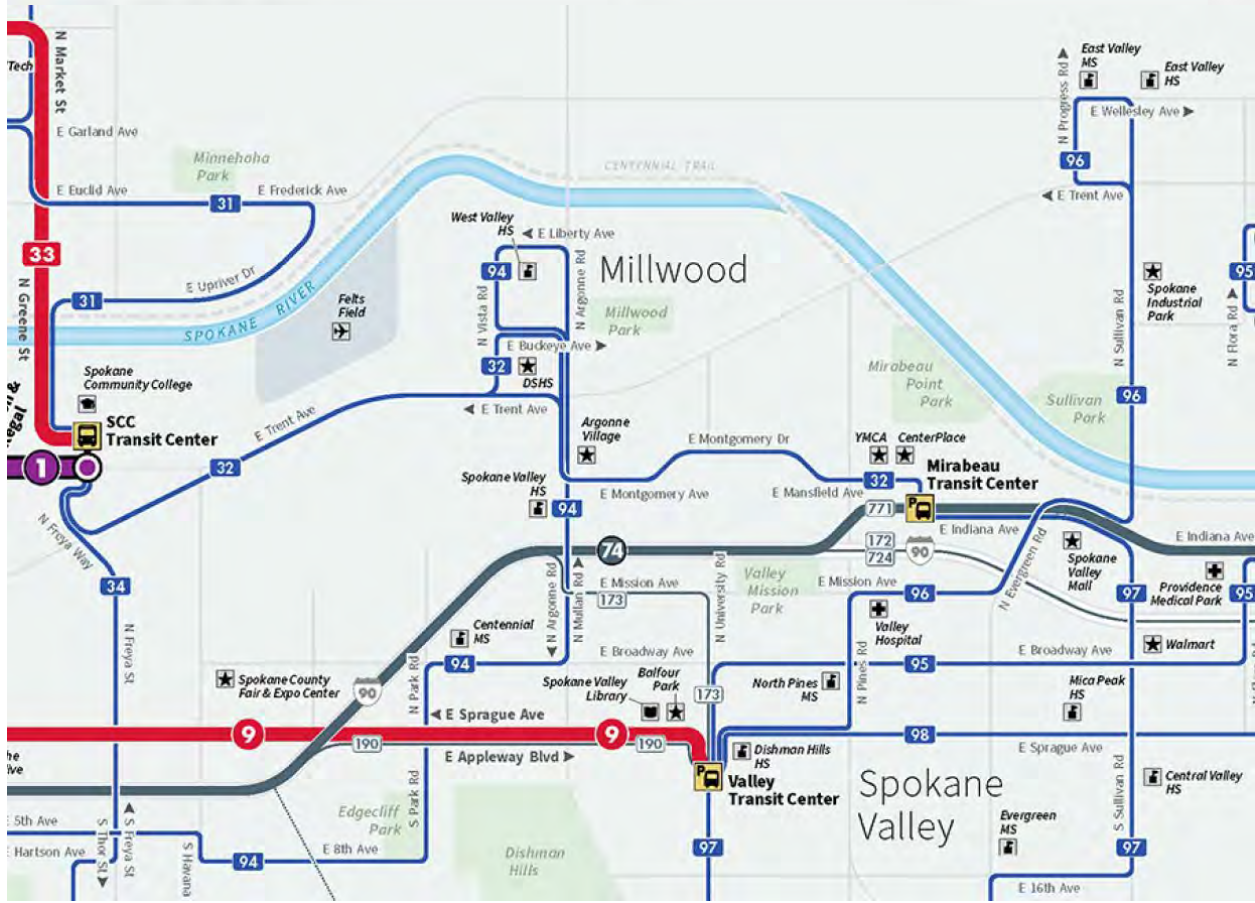 N Market St
/Tech
E Garland Ave
Minnehaha
Park
E Euclid Ave
E Frederick Ave
31
33
N Greene St
E Upriver Dr
31
SPOKANE RIVER
Felts
Field
CENTENNIAL TRAIL
East Valley
MS
East Valley
HS
N Progress Rd
E Wellesley Ave
96
E Trent Ave
West Valley
HS
E Liberty Ave
94
N Vista Rd
N Argonne Rd
Millwood
Millwood
Park
E Buckeye Ave
32
DSHS
E Trent Ave
Spokane
Industrial
Park
N Sullivan Rd
95
N Flora Rd
96
Mirabeau
Point
Park
Sullivan
Park
Spokane
Community College
SCC
Transit Center
&
egal
1
E Trent Ave
32
Argonne
Village
E Montgomery Dr
YMCA
CenterPlace
Mirabeau
Transit Center
P
Spokane Valley
HS
94
E Montgomery Ave
E Mansfield Ave
32
771
E Indiana Ave
E Indiana Ave
N Freya Way
34
74
172
724
90
N Evergreen Rd
Spokane
Valley
Mall
97
Providence
Medical Park
95
N Argonne Rd
N Mullan Rd
E Mission Ave
173
N University Rd
Valley
Mission
Park
E Mission Ave
96
Valley
Hospital
N Freya St
Centennial
MS
94
E Broadway Ave
95
E Broadway Ave
Walmart
Spokane County
Fair & Expo Center
90
N Park Rd
Spokane Valley
Library
Balfour
Park
173
North Pines
MS
N Pines Rd
Mica Peak
HS
E Sprague Ave
9
9
190
190
E Appleway Blvd
98
E Sprague Ave
he
ive
Dishman Hills
HS
P
Valley
Transit Center
Spokane
Valley
S Sullivan Rd
Central Valley
HS
Edgecliff
Park
S Park Rd
E 5th Ave
E Hartson Ave
S Thor St
S Freya St
S Havana
94
E 8th Ave
Dishman
Hills
97
Evergreen
MS
97
E 16th Ave